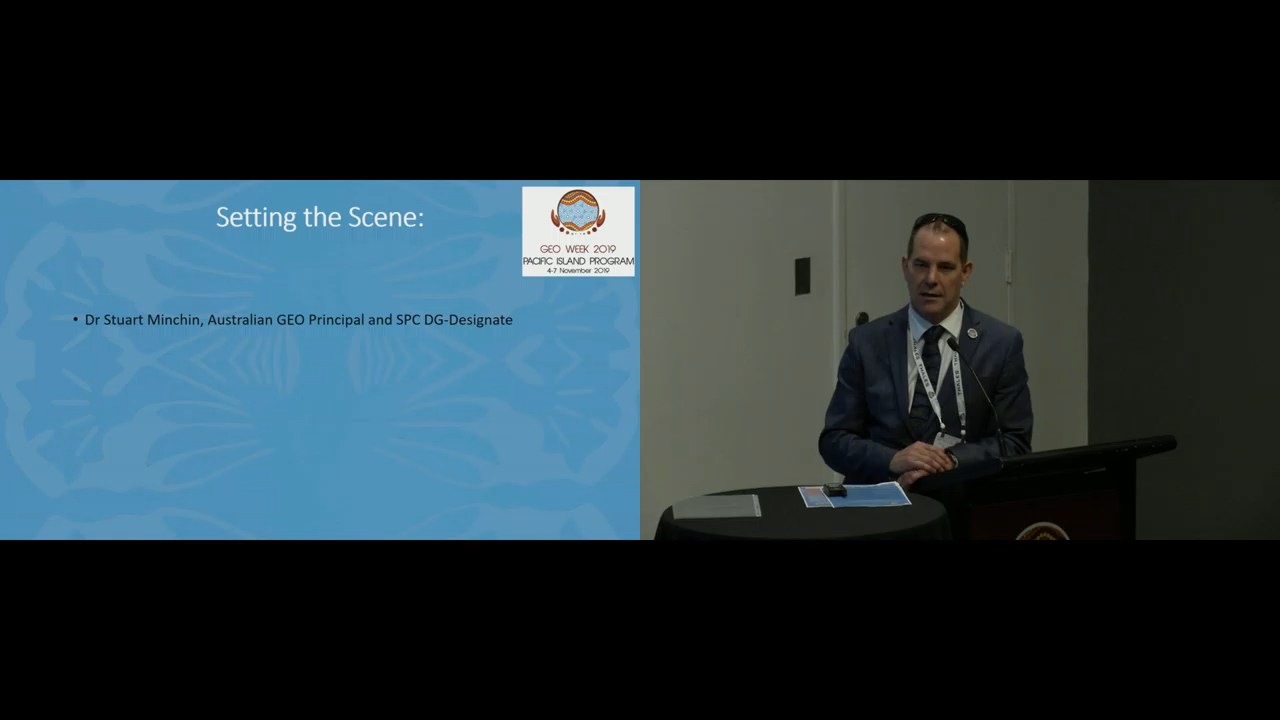 Setting the Scene:
GEO WEEK 2019
PACIFIC ISLAND PROGRAM
4-7 November 2019
• Dr Stuart Minchin, Australian GEO Principal and SPC DG-Designate